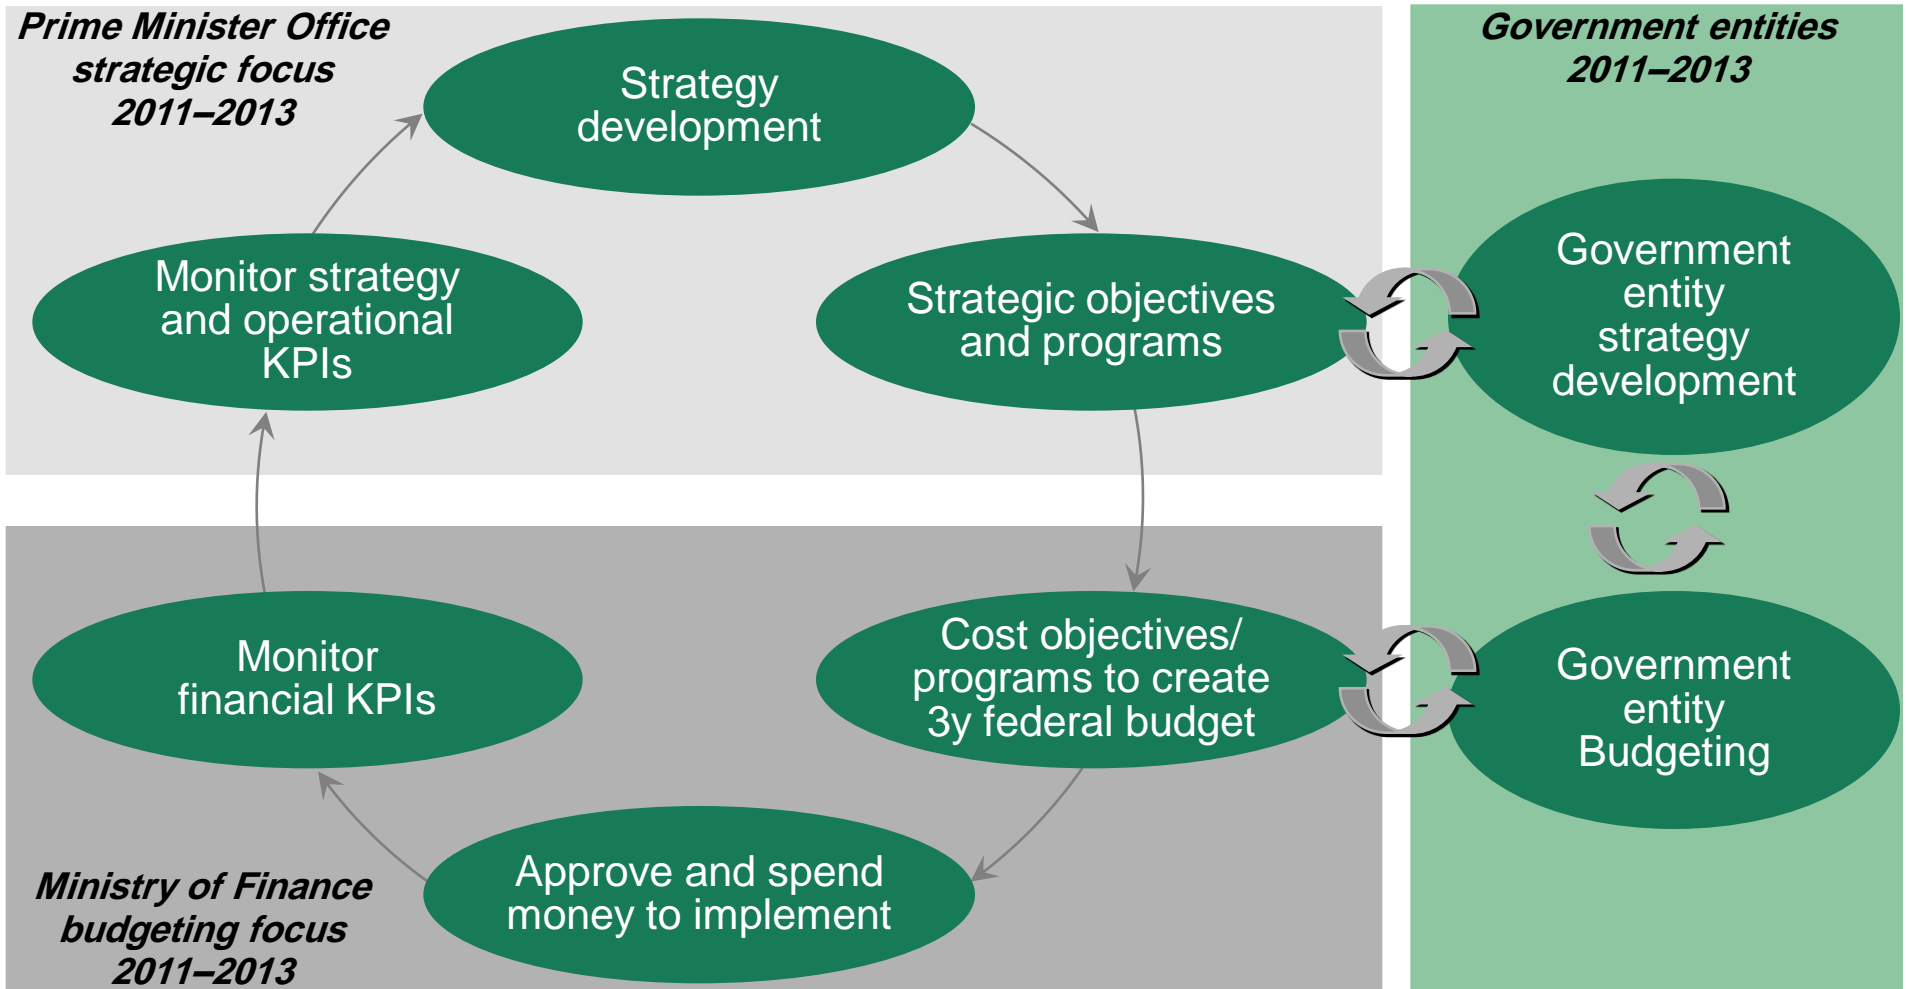 Prime Minister Office
strategic focus
2011–2013
Strategy
development
Government entities
2011–2013
Monitor strategy
and operational
KPIs
Strategic objectives
and programs
Government
entity
strategy
development
Monitor
financial KPIs
Cost objectives/
programs to create
3y federal budget
Government
entity
Budgeting
Approve and spend
money to implement
Ministry of Finance
budgeting focus
2011–2013